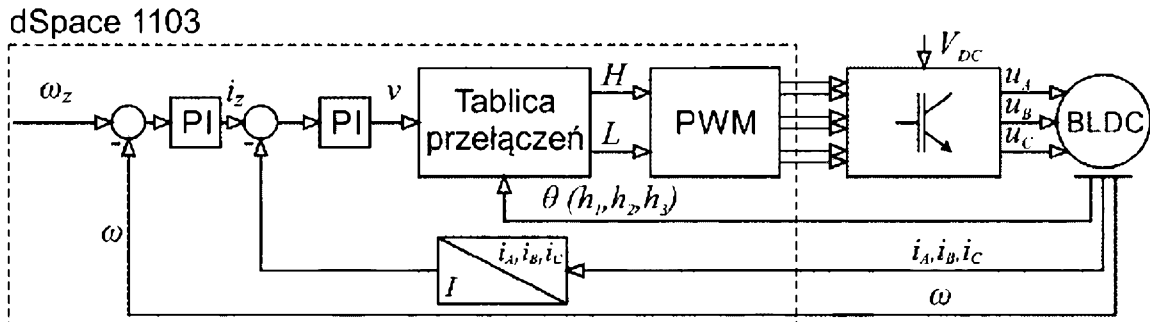 dSpace 1103
ω_z
PI
i_z
PI
v
Tablica
przełączeń
H
L
PWM
V_DC
u_A
u_B
u_C
BLDC
θ (h_1,h_2,h_3)
ω
i_A,i_B,i_C
I
i_A,i_B,i_C
ω